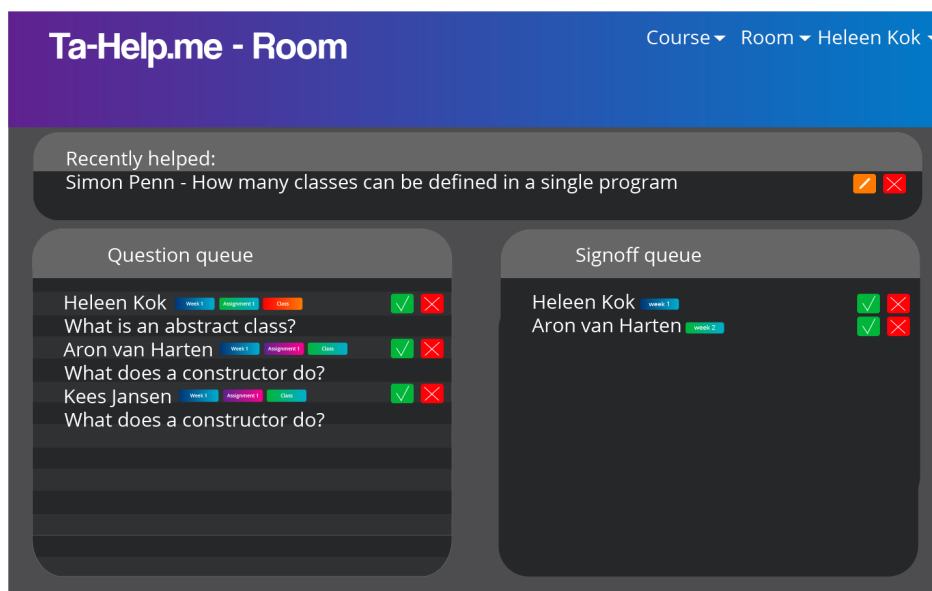 Ta-Help.me - Room
Course Room Heleen Kok
Recently helped:
Simon Penn - How many classes can be defined in a single program
Question queue
Heleen Kok Week 1 Assignment 1 Class
What is an abstract class?
Aron van Harten Week 1 Assignment 1 Class
What does a constructor do?
Kees Jansen Week 1 Assignment 1 Class
What does a constructor do?
Signoff queue
Heleen Kok week 1
Aron van Harten week 2